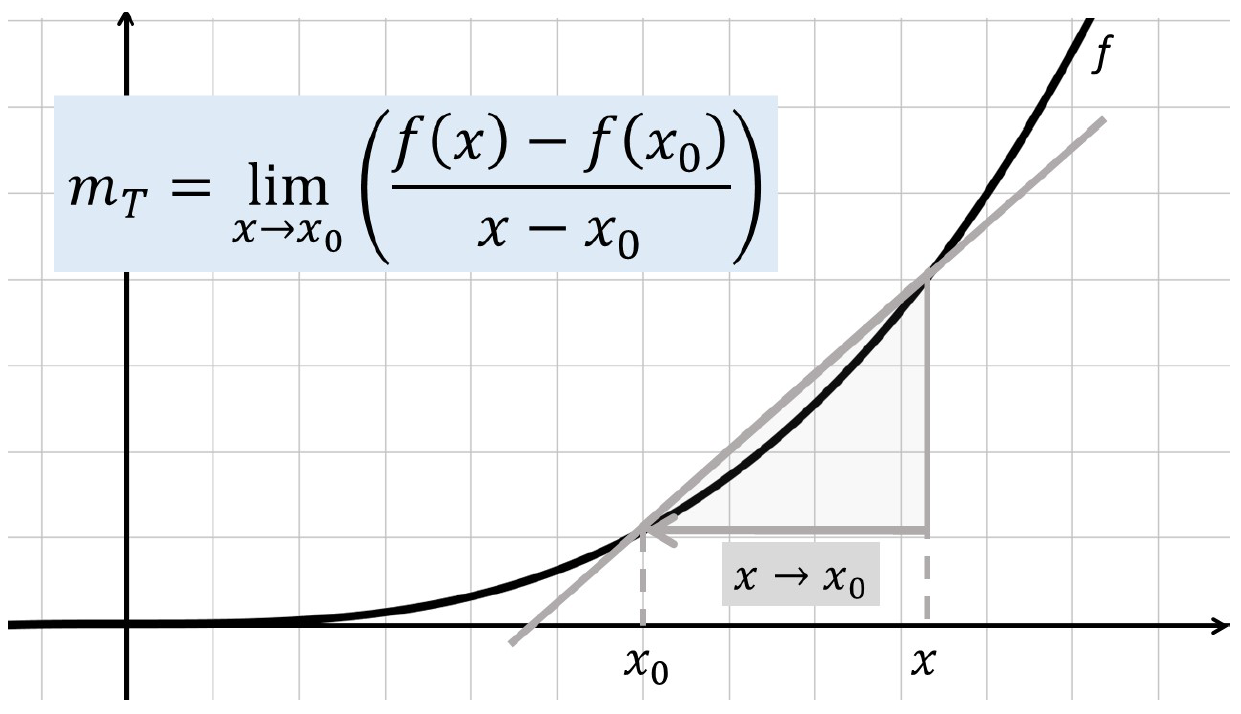 f
m_T = lim_{x→x_0} ( (f(x) − f(x_0)) / (x − x_0) )
x → x_0
x_0
x